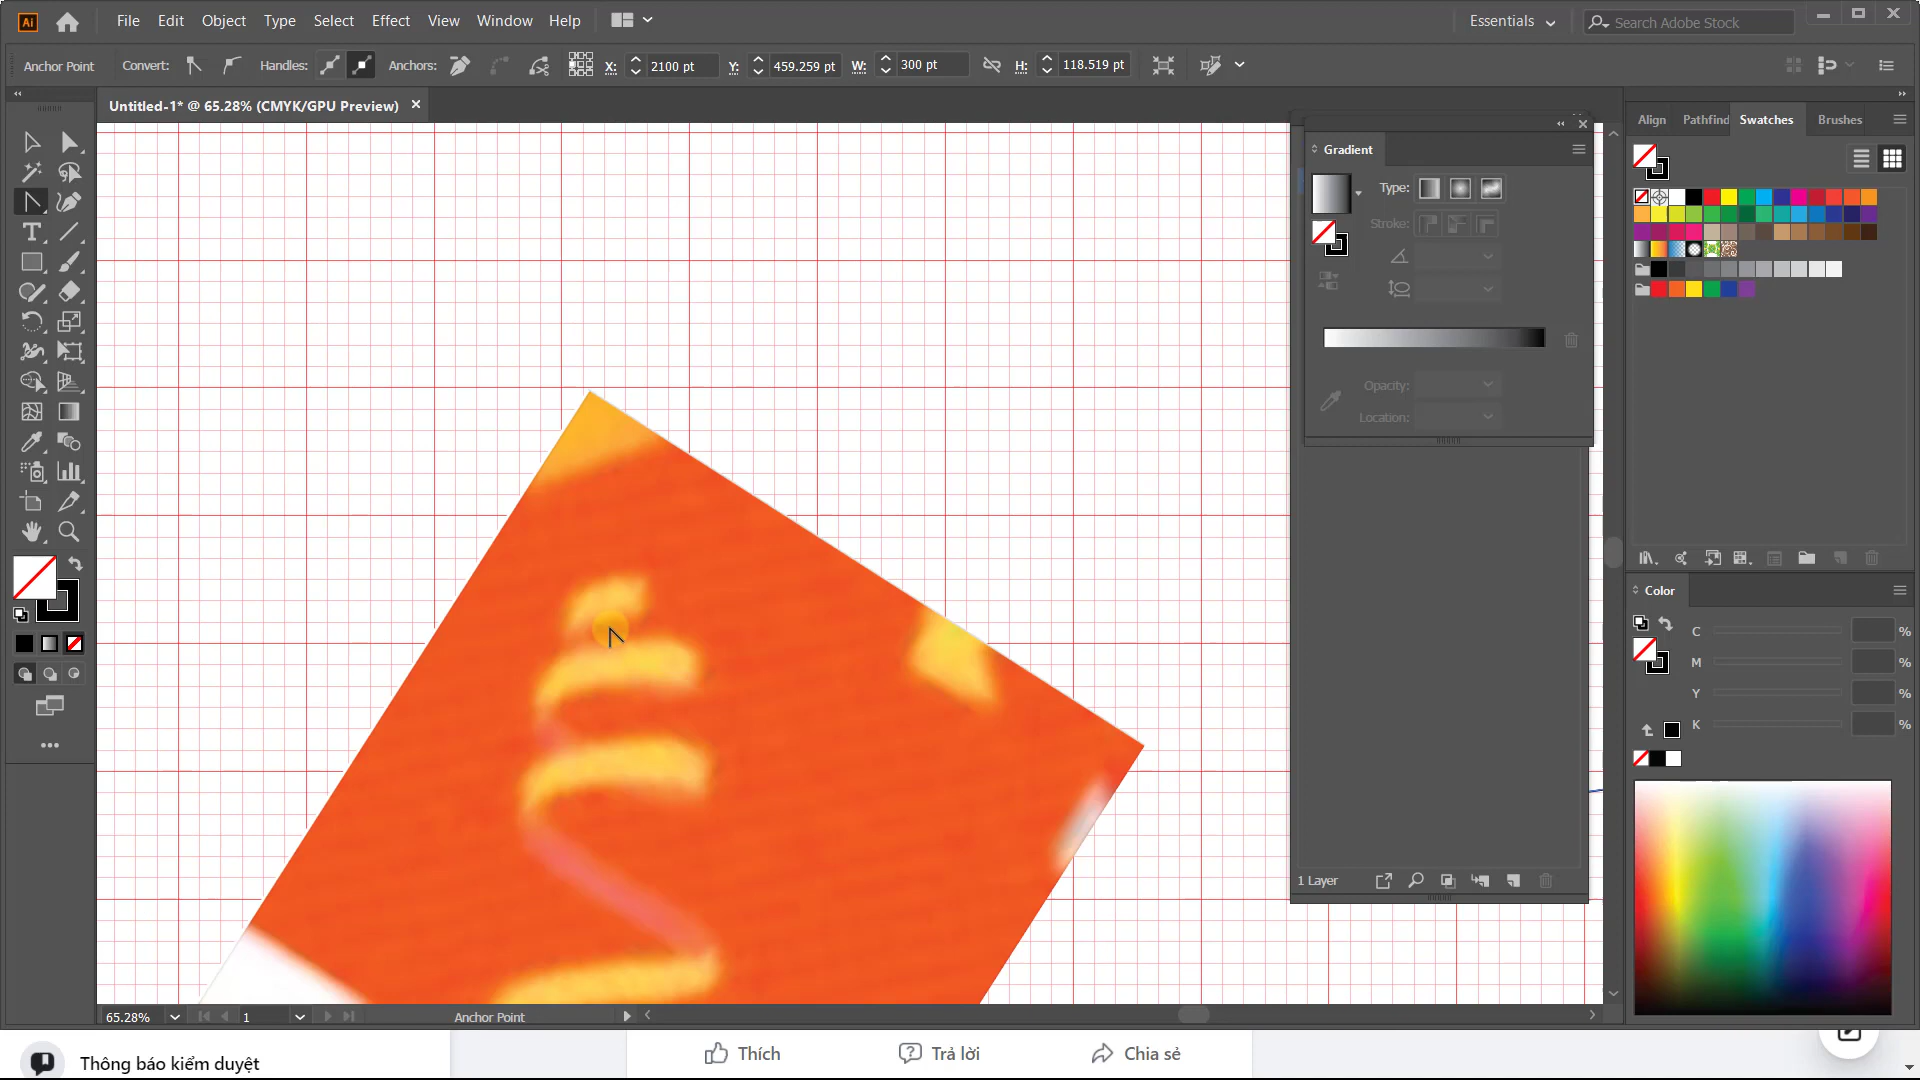 Ai
File Edit Object Type Select Effect View Window Help
Essentials
Search Adobe Stock
Anchor Point
Convert:
Handles:
Anchors:
X: 2100 pt
Y: 459.259 pt
W: 300 pt
H: 118.519 pt
Untitled-1* @ 65.28% (CMYK/GPU Preview)
Gradient
Type:
Stroke:
Opacity:
Location:
1 Layer
Align Pathfind Swatches Brushes
Color
C %
M %
Y %
K %
65.28%
1
Anchor Point
Thông báo kiểm duyệt
Thích
Trả lời
Chia sẻ